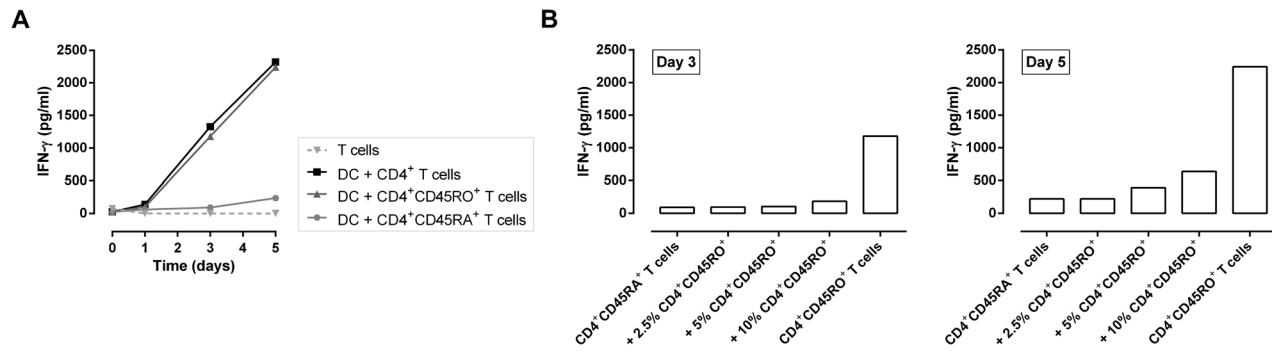 A
2500
2000
1500
1000
500
0
IFN-γ (pg/ml)
0 1 2 3 4 5
Time (days)
T cells
DC + CD4⁺ T cells
DC + CD4⁺CD45RO⁺ T cells
DC + CD4⁺CD45RA⁺ T cells
B
Day 3
2500
2000
1500
1000
500
0
IFN-γ (pg/ml)
CD4⁺CD45RA⁺ T cells
+ 2.5% CD4⁺CD45RO⁺
+ 5% CD4⁺CD45RO⁺
+ 10% CD4⁺CD45RO⁺
CD4⁺CD45RO⁺ T cells
Day 5
2500
2000
1500
1000
500
0
IFN-γ (pg/ml)
CD4⁺CD45RA⁺ T cells
+ 2.5% CD4⁺CD45RO⁺
+ 5% CD4⁺CD45RO⁺
+ 10% CD4⁺CD45RO⁺
CD4⁺CD45RO⁺ T cells